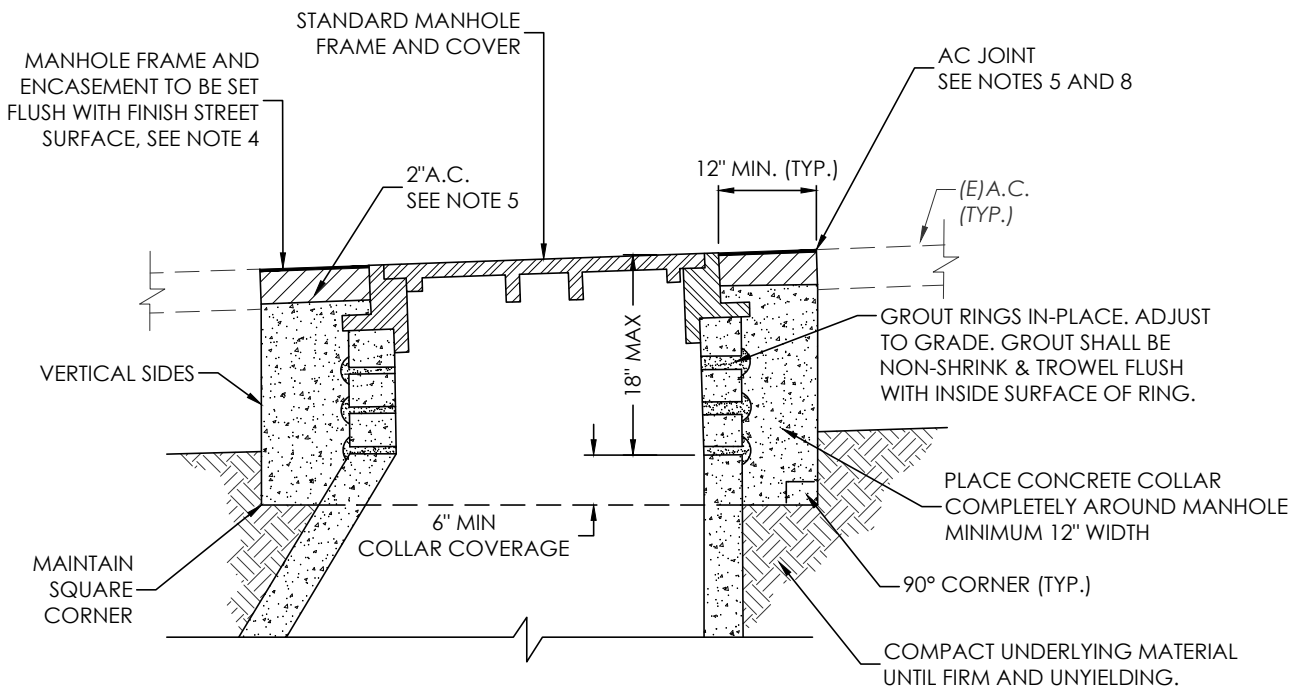 STANDARD MANHOLE
FRAME AND COVER
MANHOLE FRAME AND
ENCASEMENT TO BE SET
FLUSH WITH FINISH STREET
SURFACE, SEE NOTE 4
AC JOINT
SEE NOTES 5 AND 8
2"A.C.
SEE NOTE 5
12" MIN. (TYP.)
(E)A.C.
(TYP.)
18" MAX
GROUT RINGS IN-PLACE. ADJUST
TO GRADE. GROUT SHALL BE
NON-SHRINK & TROWEL FLUSH
WITH INSIDE SURFACE OF RING.
VERTICAL SIDES
PLACE CONCRETE COLLAR
COMPLETELY AROUND MANHOLE
MINIMUM 12" WIDTH
6" MIN
COLLAR COVERAGE
MAINTAIN
SQUARE
CORNER
90° CORNER (TYP.)
COMPACT UNDERLYING MATERIAL
UNTIL FIRM AND UNYIELDING.